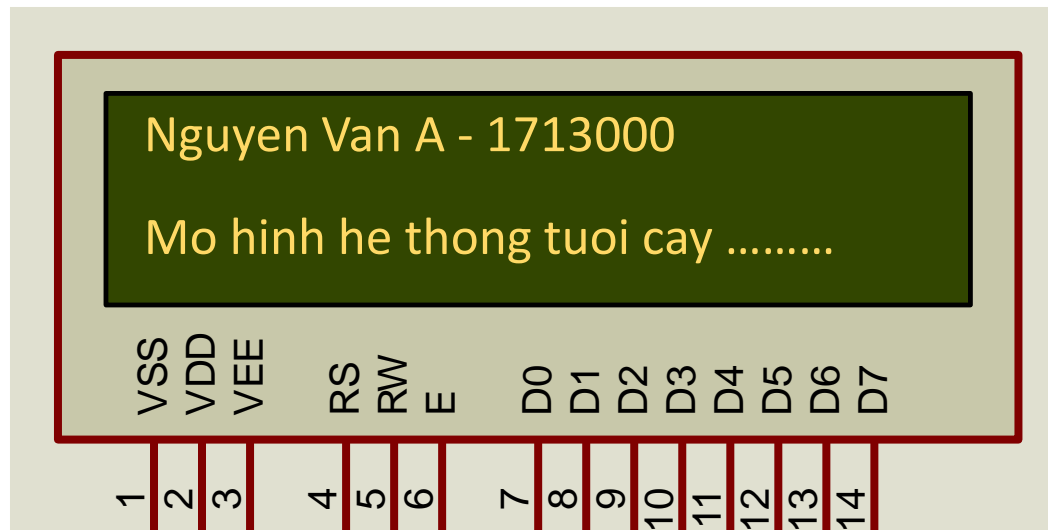 Nguyen Van A - 1713000
Mo hinh he thong tuoi cay .........
VSS VDD VEE RS RW E D0 D1 D2 D3 D4 D5 D6 D7
1 2 3 4 5 6 7 8 9 10 11 12 13 14